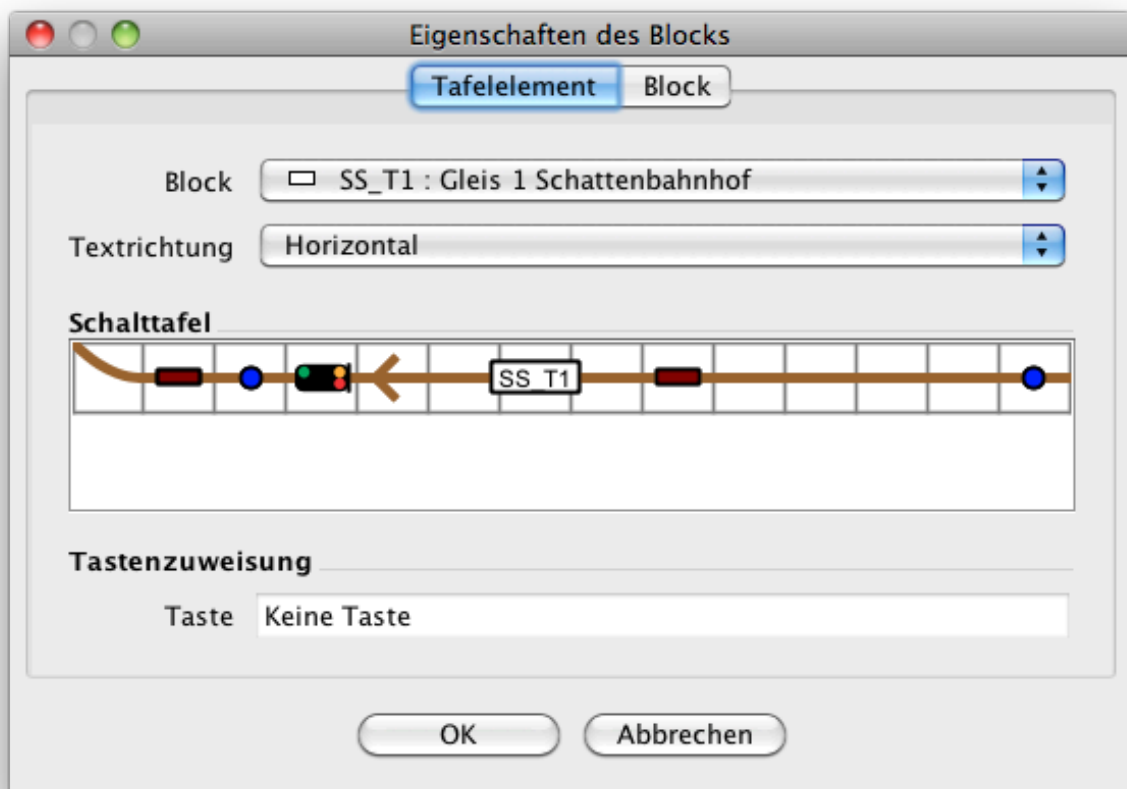 Eigenschaften des Blocks
Tafelelement Block
Block SS_T1 : Gleis 1 Schattenbahnhof
Textrichtung Horizontal
Schalttafel
SS_T1
Tastenzuweisung
Taste Keine Taste
OK Abbrechen